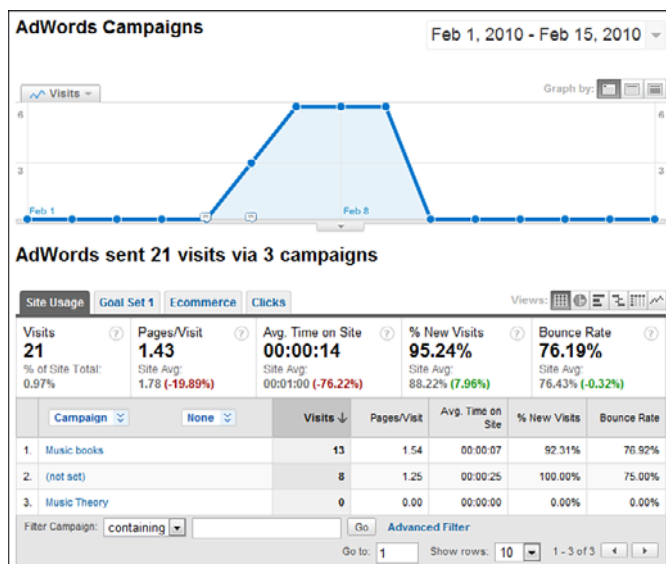 AdWords Campaigns
Feb 1, 2010 - Feb 15, 2010
Visits
Graph by:
6
6
3
3
Feb 1
Feb 8
AdWords sent 21 visits via 3 campaigns
Site Usage Goal Set 1 Ecommerce Clicks
Views:
Visits Pages/Visit Avg. Time on Site % New Visits Bounce Rate
21 1.43 00:00:14 95.24% 76.19%
% of Site Total: Site Avg: Site Avg: Site Avg: Site Avg:
0.97% 1.78 (-19.89%) 00:01:00 (-76.22%) 88.22% (7.96%) 76.43% (-0.32%)
Campaign None Visits Pages/Visit Avg. Time on Site % New Visits Bounce Rate
1. Music books 13 1.54 00:00:07 92.31% 76.92%
2. (not set) 8 1.25 00:00:25 100.00% 75.00%
3. Music Theory 0 0.00 00:00:00 0.00% 0.00%
Filter Campaign: containing Go Advanced Filter
Go to: 1 Show rows: 10 1 - 3 of 3